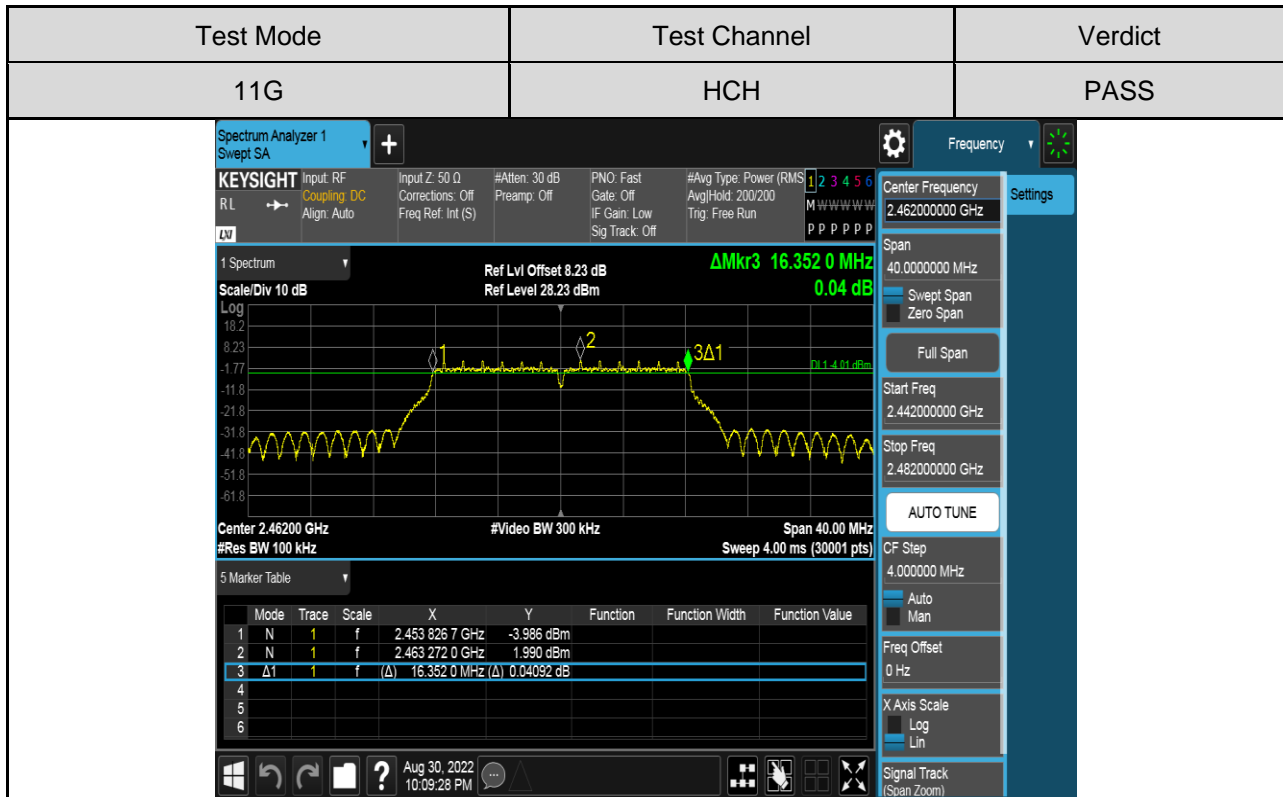 Test Mode Test Channel Verdict
11G HCH PASS
Spectrum Analyzer 1
Swept SA
Frequency
KEYSIGHT Input: RF Input Z: 50 Ω #Atten: 30 dB PNO: Fast #Avg Type: Power (RMS 1 2 3 4 5 6
RL Coupling: DC Corrections: Off Preamp: Off Gate: Off Avg|Hold: 200/200 M W W W W W
Align: Auto Freq Ref: Int (S) IF Gain: Low Trig: Free Run
LXI Sig Track: Off P P P P P P
Center Frequency
2.462000000 GHz
Settings
Span
40.0000000 MHz
Swept Span
Zero Span
Full Span
Start Freq
2.442000000 GHz
Stop Freq
2.482000000 GHz
AUTO TUNE
CF Step
4.000000 MHz
Auto
Man
Freq Offset
0 Hz
X Axis Scale
Log
Lin
Signal Track
(Span Zoom)
1 Spectrum Ref Lvl Offset 8.23 dB ΔMkr3 16.352 0 MHz
Scale/Div 10 dB Ref Level 28.23 dBm 0.04 dB
Log
18.2
8.23
-1.77
-11.8
-21.8
-31.8
-41.8
-51.8
-61.8
1 2 3Δ1
DL1 -4.01 dBm
Center 2.46200 GHz #Video BW 300 kHz Span 40.00 MHz
#Res BW 100 kHz Sweep 4.00 ms (30001 pts)
5 Marker Table
Mode Trace Scale X Y Function Function Width Function Value
1 N 1 f 2.453 826 7 GHz -3.986 dBm
2 N 1 f 2.463 272 0 GHz 1.990 dBm
3 Δ1 1 f (Δ) 16.352 0 MHz (Δ) 0.04092 dB
4
5
6
? Aug 30, 2022
10:09:28 PM